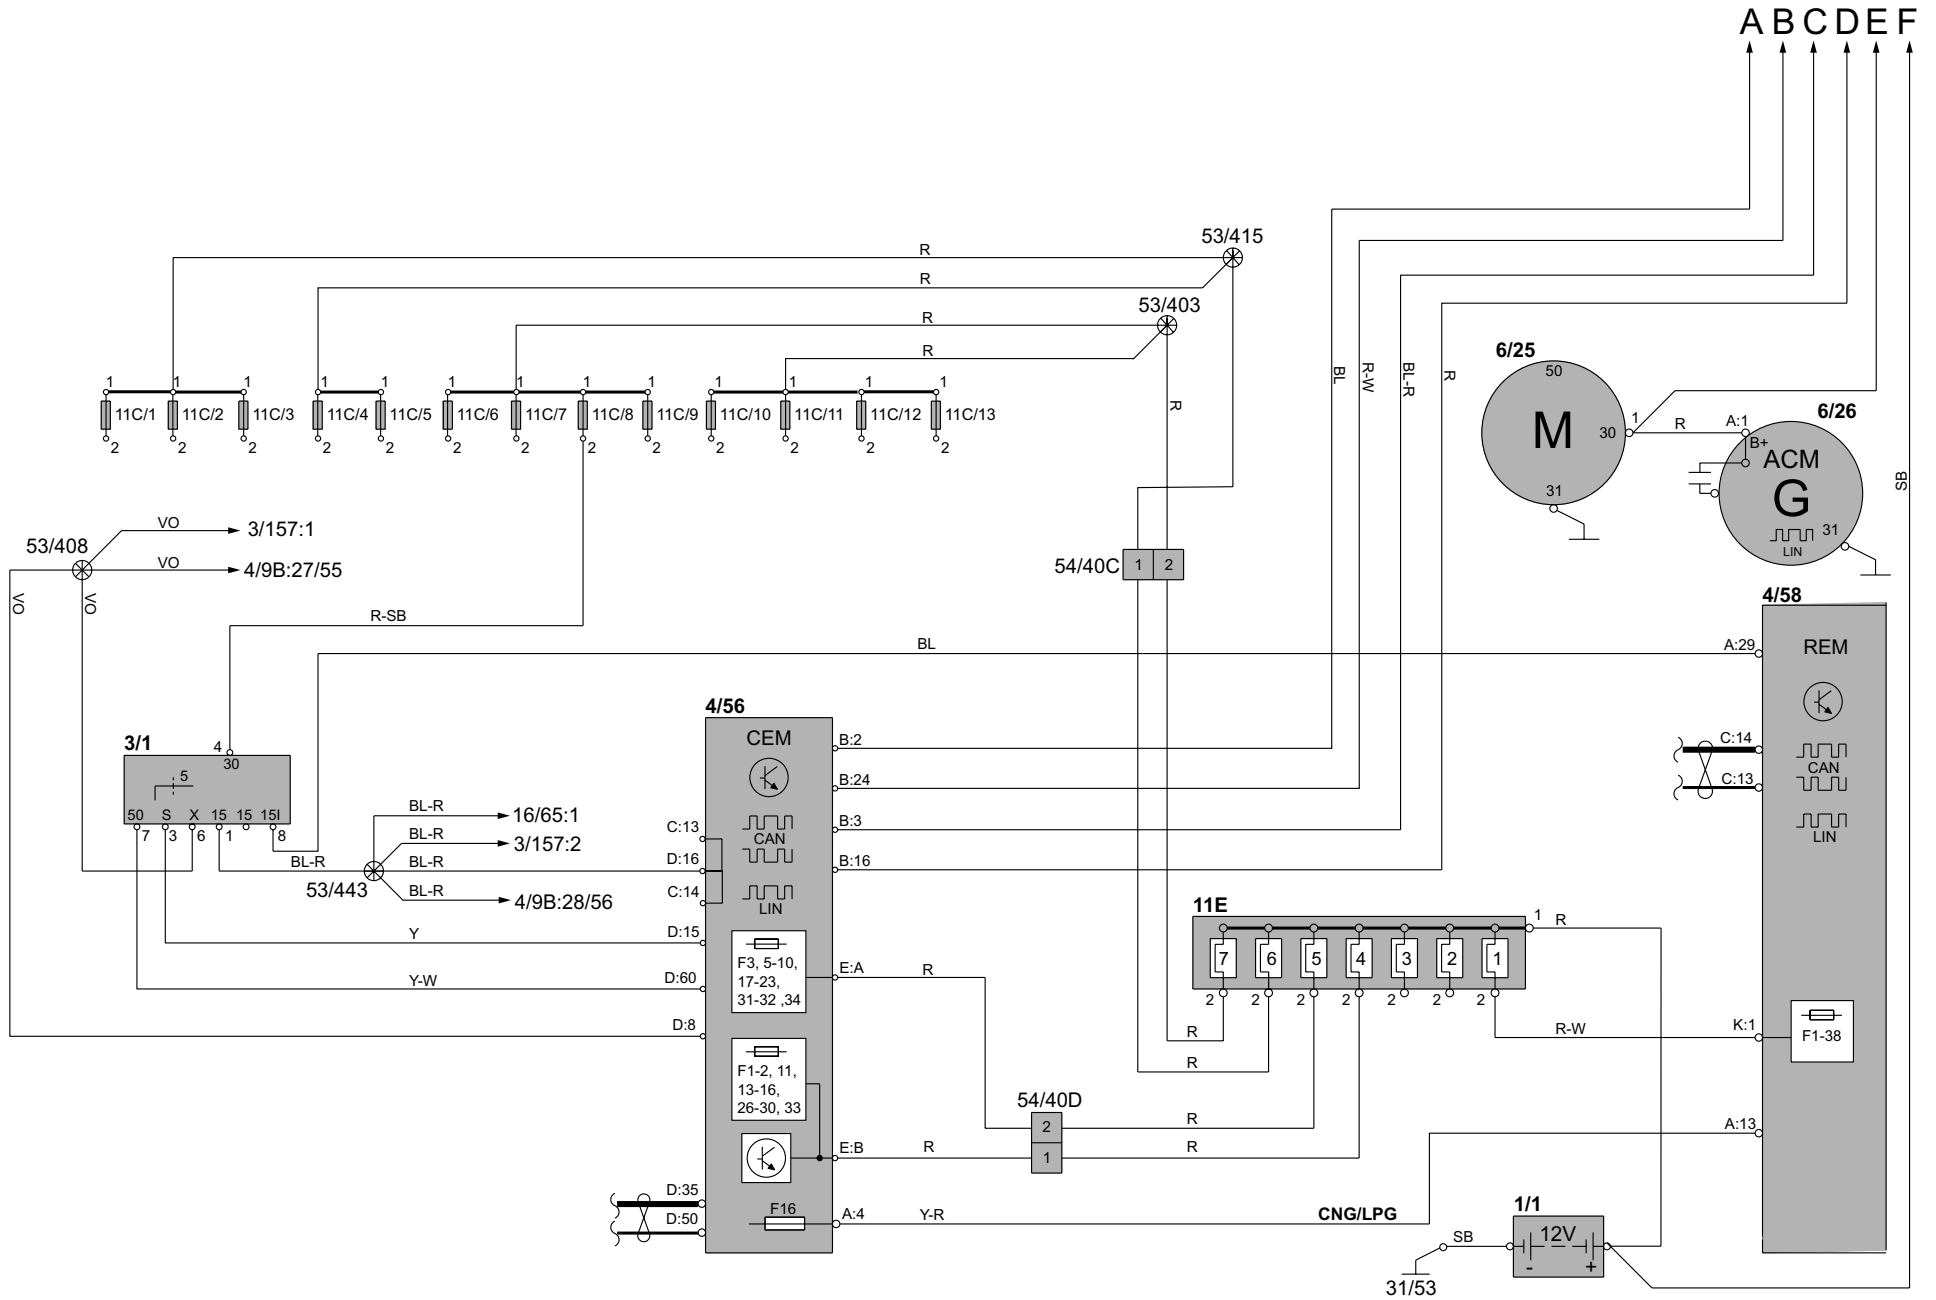 A B C D E F
53/415
R
R
53/403
R
R
BL
R-W
BL-R
R
R
SB
1 1 1 1 1 1 1 1 1 1 1 1 1
11C/1 11C/2 11C/3 11C/4 11C/5 11C/6 11C/7 11C/8 11C/9 11C/10 11C/11 11C/12 11C/13
2 2 2 2 2 2 2 2 2 2 2 2 2
6/25
50
M
30
1
31
R
A:1
6/26
B+
ACM
G
31
LIN
53/408
VO
3/157:1
VO
4/9B:27/55
VO
VO
54/40C
1 2
R-SB
BL
4/58
A:29
REM
C:14
CAN
C:13
LIN
3/1
4
30
5
50 S X 15 15 15I
7 3 6 1 8
BL-R
53/443
BL-R
16/65:1
BL-R
3/157:2
BL-R
BL-R
4/9B:28/56
Y
Y-W
4/56
CEM
B:2
B:24
B:3
B:16
C:13
CAN
D:16
C:14
LIN
D:15
D:60
D:8
F3, 5-10,
17-23,
31-32 ,34
E:A
R
F1-2, 11,
13-16,
26-30, 33
E:B
R
D:35
D:50
F16
A:4
Y-R
CNG/LPG
11E
1
R
7 6 5 4 3 2 1
2 2 2 2 2 2 2
R
R
R-W
K:1
F1-38
54/40D
2
1
R
R
A:13
1/1
12V
- +
SB
31/53